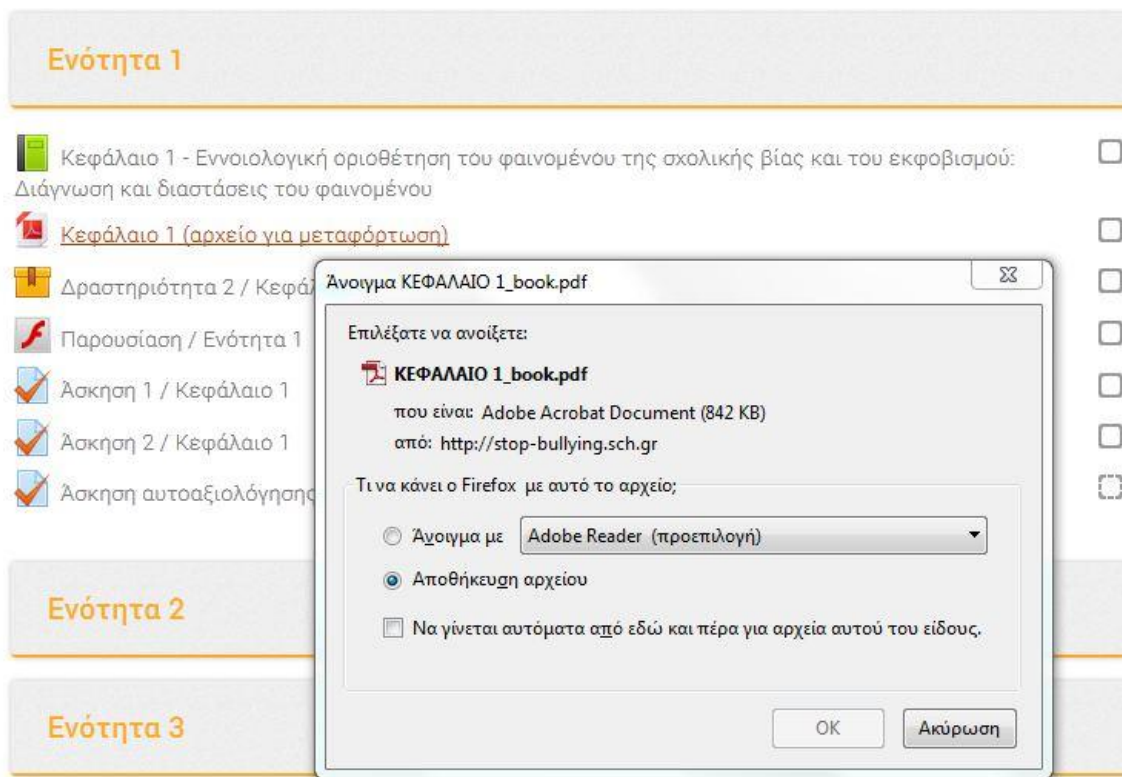 Ενότητα 1
Κεφάλαιο 1 - Εννοιολογική οριοθέτηση του φαινομένου της σχολικής βίας και του εκφοβισμού:
Διάγνωση και διαστάσεις του φαινομένου
Κεφάλαιο 1 (αρχείο για μεταφόρτωση)
Δραστηριότητα 2 / Κεφάλ
Παρουσίαση / Ενότητα 1
Άσκηση 1 / Κεφάλαιο 1
Άσκηση 2 / Κεφάλαιο 1
Άσκηση αυτοαξιολόγησης
Άνοιγμα ΚΕΦΑΛΑΙΟ 1_book.pdf
Επιλέξατε να ανοίξετε:
ΚΕΦΑΛΑΙΟ 1_book.pdf
που είναι: Adobe Acrobat Document (842 KB)
από: http://stop-bullying.sch.gr
Τι να κάνει ο Firefox με αυτό το αρχείο;
Άνοιγμα με Adobe Reader (προεπιλογή)
Αποθήκευση αρχείου
Να γίνεται αυτόματα από εδώ και πέρα για αρχεία αυτού του είδους.
OK Ακύρωση
Ενότητα 2
Ενότητα 3